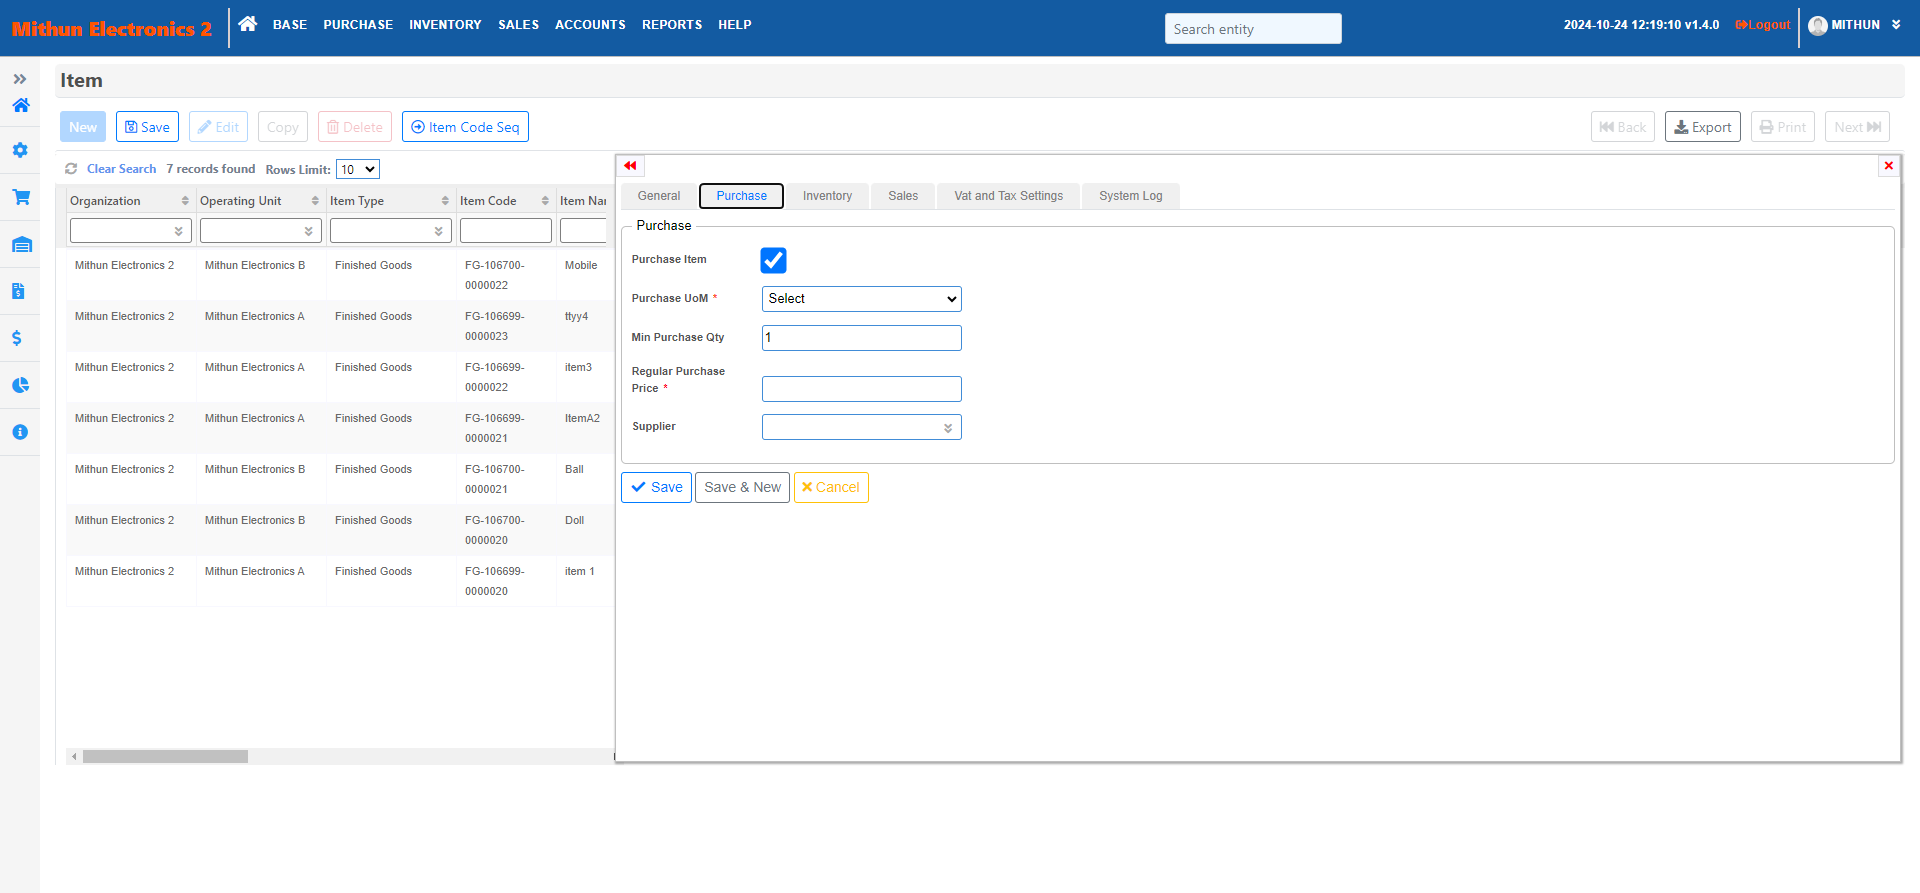 Mithun Electronics 2
BASE PURCHASE INVENTORY SALES ACCOUNTS REPORTS HELP
Search entity
2024-10-24 12:19:10 v1.4.0 Logout MITHUN
Item
New Save Edit Copy Delete Item Code Seq
Back Export Print Next
Clear Search 7 records found Rows Limit: 10
Organization Operating Unit Item Type Item Code Item Nar
Mithun Electronics 2 Mithun Electronics B Finished Goods FG-106700-0000022 Mobile
Mithun Electronics 2 Mithun Electronics A Finished Goods FG-106699-0000023 ttyy4
Mithun Electronics 2 Mithun Electronics A Finished Goods FG-106699-0000022 item3
Mithun Electronics 2 Mithun Electronics A Finished Goods FG-106699-0000021 ItemA2
Mithun Electronics 2 Mithun Electronics B Finished Goods FG-106700-0000021 Ball
Mithun Electronics 2 Mithun Electronics B Finished Goods FG-106700-0000020 Doll
Mithun Electronics 2 Mithun Electronics A Finished Goods FG-106699-0000020 item 1
General Purchase Inventory Sales Vat and Tax Settings System Log
Purchase
Purchase Item
Purchase UoM * Select
Min Purchase Qty 1
Regular Purchase
Price *
Supplier
Save Save & New Cancel